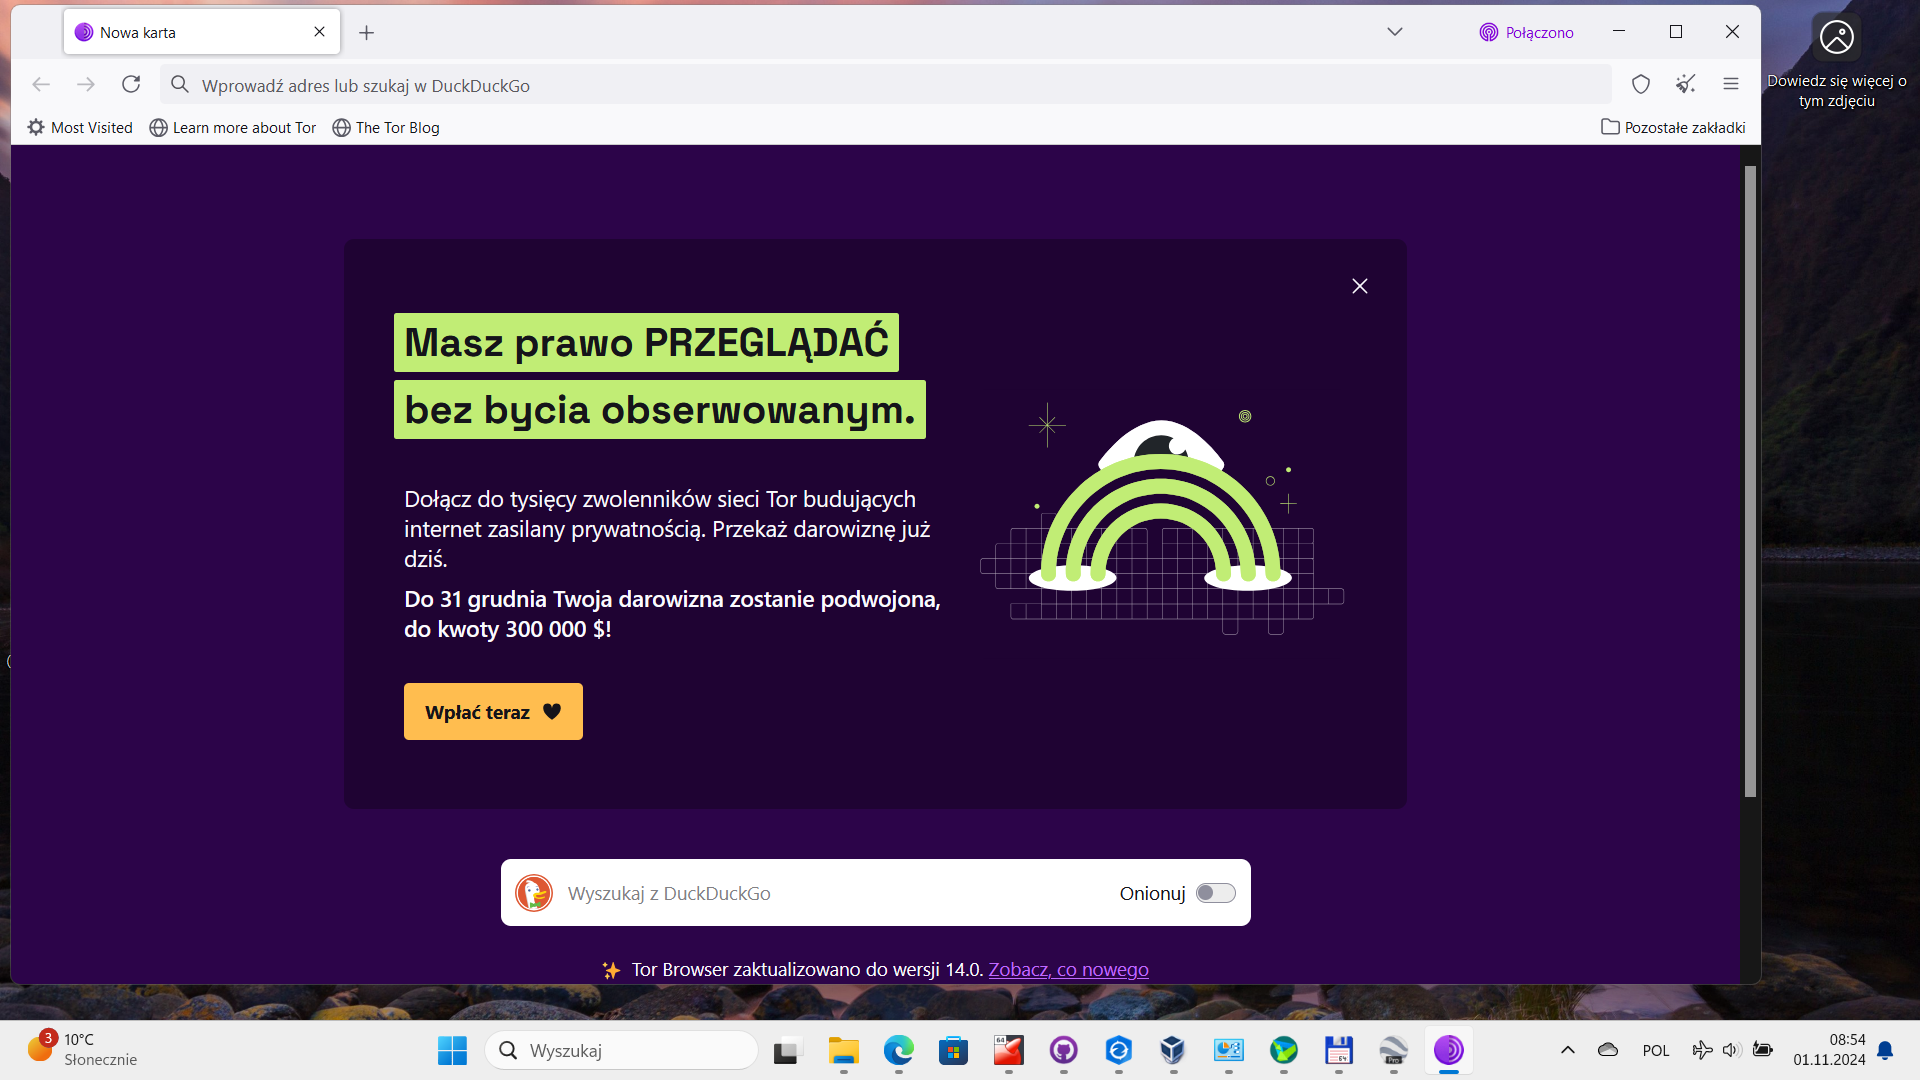 Nowa karta
Połączono
Wprowadź adres lub szukaj w DuckDuckGo
Most Visited
Learn more about Tor
The Tor Blog
Pozostałe zakładki
Dowiedz się więcej o
tym zdjęciu
Masz prawo PRZEGLĄDAĆ
bez bycia obserwowanym.
Dołącz do tysięcy zwolenników sieci Tor budujących
internet zasilany prywatnością. Przekaż darowiznę już
dziś.
Do 31 grudnia Twoja darowizna zostanie podwojona,
do kwoty 300 000 $!
Wpłać teraz
Wyszukaj z DuckDuckGo
Onionuj
Tor Browser zaktualizowano do wersji 14.0. Zobacz, co nowego
3
10°C
Słonecznie
Wyszukaj
64
64
Pro
POL
08:54
01.11.2024